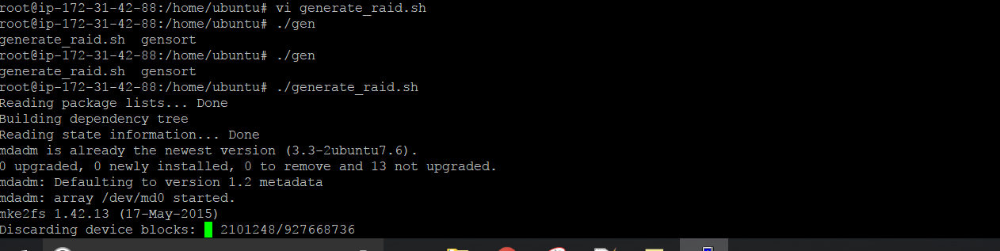 root@ip-172-31-42-88:/home/ubuntu# vi generate_raid.sh
root@ip-172-31-42-88:/home/ubuntu# ./gen
generate_raid.sh  gensort
root@ip-172-31-42-88:/home/ubuntu# ./gen
generate_raid.sh  gensort
root@ip-172-31-42-88:/home/ubuntu# ./generate_raid.sh
Reading package lists... Done
Building dependency tree
Reading state information... Done
mdadm is already the newest version (3.3-2ubuntu7.6).
0 upgraded, 0 newly installed, 0 to remove and 13 not upgraded.
mdadm: Defaulting to version 1.2 metadata
mdadm: array /dev/md0 started.
mke2fs 1.42.13 (17-May-2015)
Discarding device blocks:   2101248/927668736